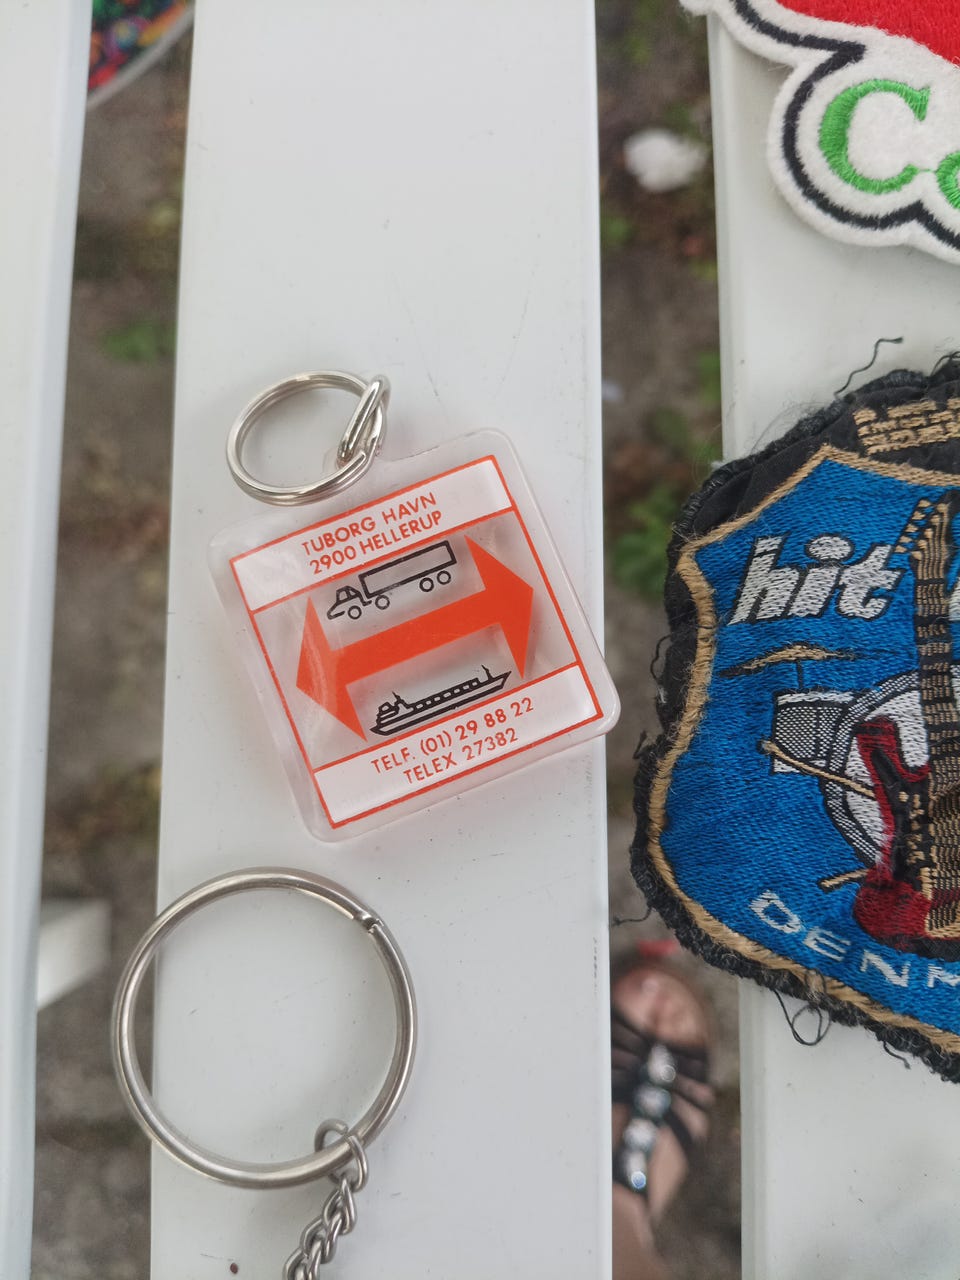 TUBORG HAVN
2900 HELLERUP
TELF. (01) 29 88 22
TELEX 27382
hit
DENM